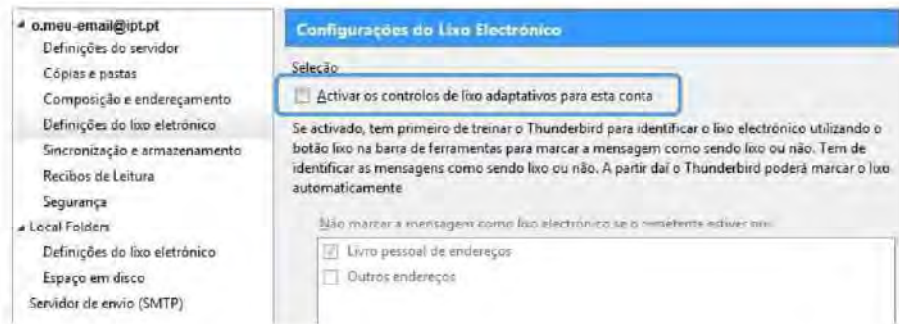 o.meu-email@ipt.pt
Definições do servidor
Cópias e pastas
Composição e endereçamento
Definições do lixo eletrónico
Sincronização e armazenamento
Recibos de Leitura
Segurança
Local Folders
Definições do lixo eletrónico
Espaço em disco
Servidor de envio (SMTP)
Configurações do Lixo Electrónico
Seleção
Activar os controlos de lixo adaptativos para esta conta
Se activado, tem primeiro de treinar o Thunderbird para identificar o lixo electrónico utilizando o
botão lixo na barra de ferramentas para marcar a mensagem como sendo lixo ou não. Tem de
identificar as mensagens como sendo lixo ou não. A partir daí o Thunderbird poderá marcar o lixo
automaticamente
Não marcar a mensagem como lixo electrónico se o remetente estiver
Livro pessoal de endereços
Outros endereços